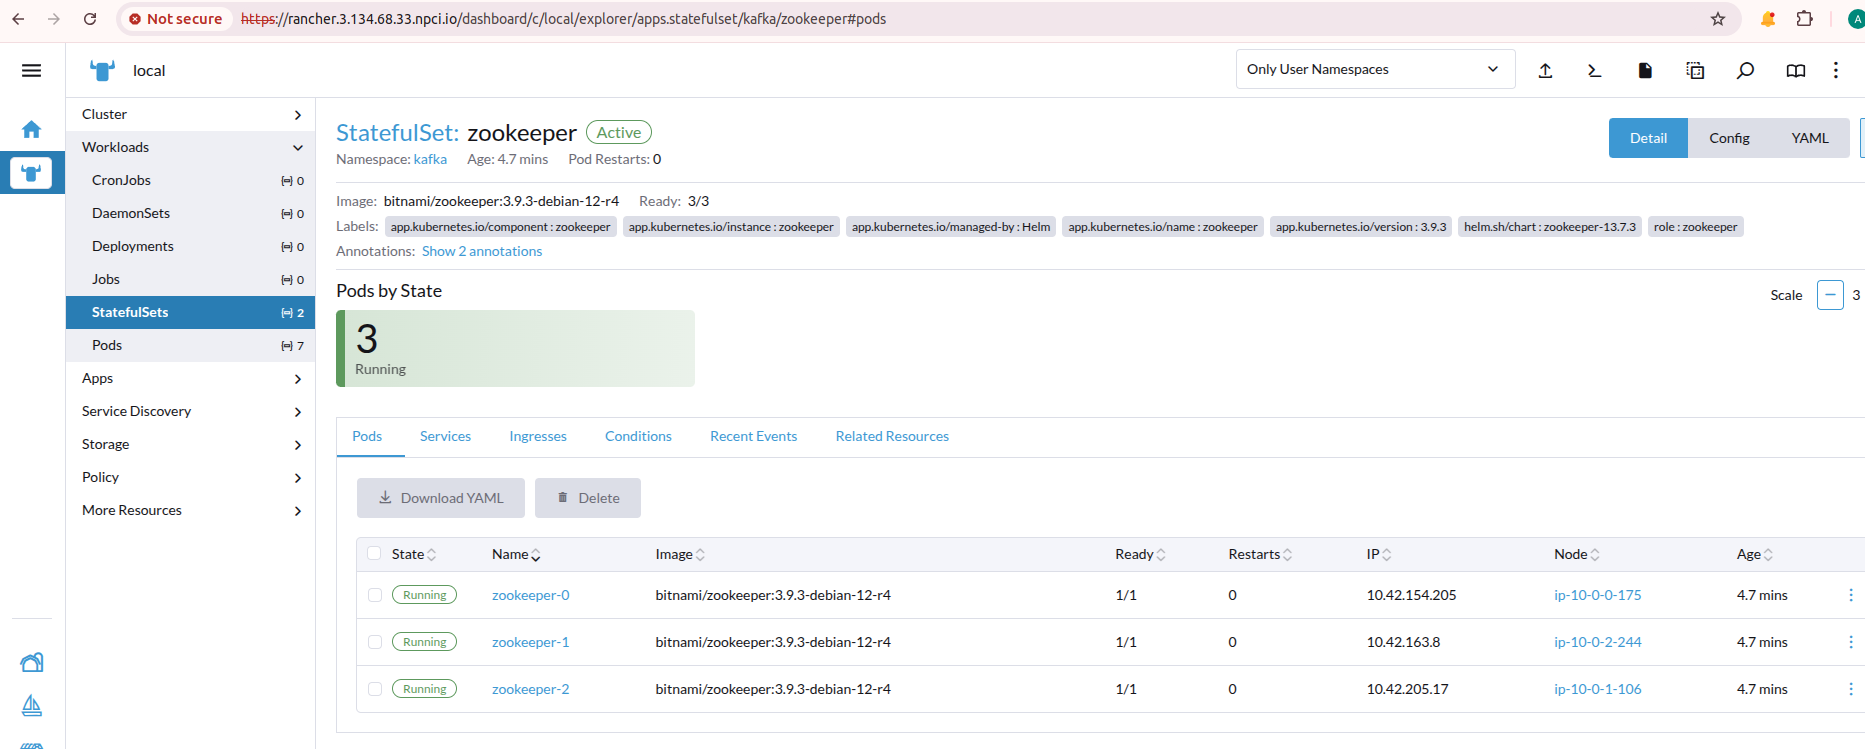 Not secure https://rancher.3.134.68.33.npci.io/dashboard/c/local/explorer/apps.statefulset/kafka/zookeeper#pods A
local Only User Namespaces
Cluster
Workloads
CronJobs 0
DaemonSets 0
Deployments 0
Jobs 0
StatefulSets 2
Pods 7
Apps
Service Discovery
Storage
Policy
More Resources
StatefulSet: zookeeper Active
Detail Config YAML
Namespace: kafka Age: 4.7 mins Pod Restarts: 0
Image: bitnami/zookeeper:3.9.3-debian-12-r4 Ready: 3/3
Labels: app.kubernetes.io/component : zookeeper app.kubernetes.io/instance : zookeeper app.kubernetes.io/managed-by : Helm app.kubernetes.io/name : zookeeper app.kubernetes.io/version : 3.9.3 helm.sh/chart : zookeeper-13.7.3 role : zookeeper
Annotations: Show 2 annotations
Pods by State
Scale − 3
3
Running
Pods Services Ingresses Conditions Recent Events Related Resources
Download YAML Delete
State Name Image Ready Restarts IP Node Age
Running zookeeper-0 bitnami/zookeeper:3.9.3-debian-12-r4 1/1 0 10.42.154.205 ip-10-0-0-175 4.7 mins
Running zookeeper-1 bitnami/zookeeper:3.9.3-debian-12-r4 1/1 0 10.42.163.8 ip-10-0-2-244 4.7 mins
Running zookeeper-2 bitnami/zookeeper:3.9.3-debian-12-r4 1/1 0 10.42.205.17 ip-10-0-1-106 4.7 mins